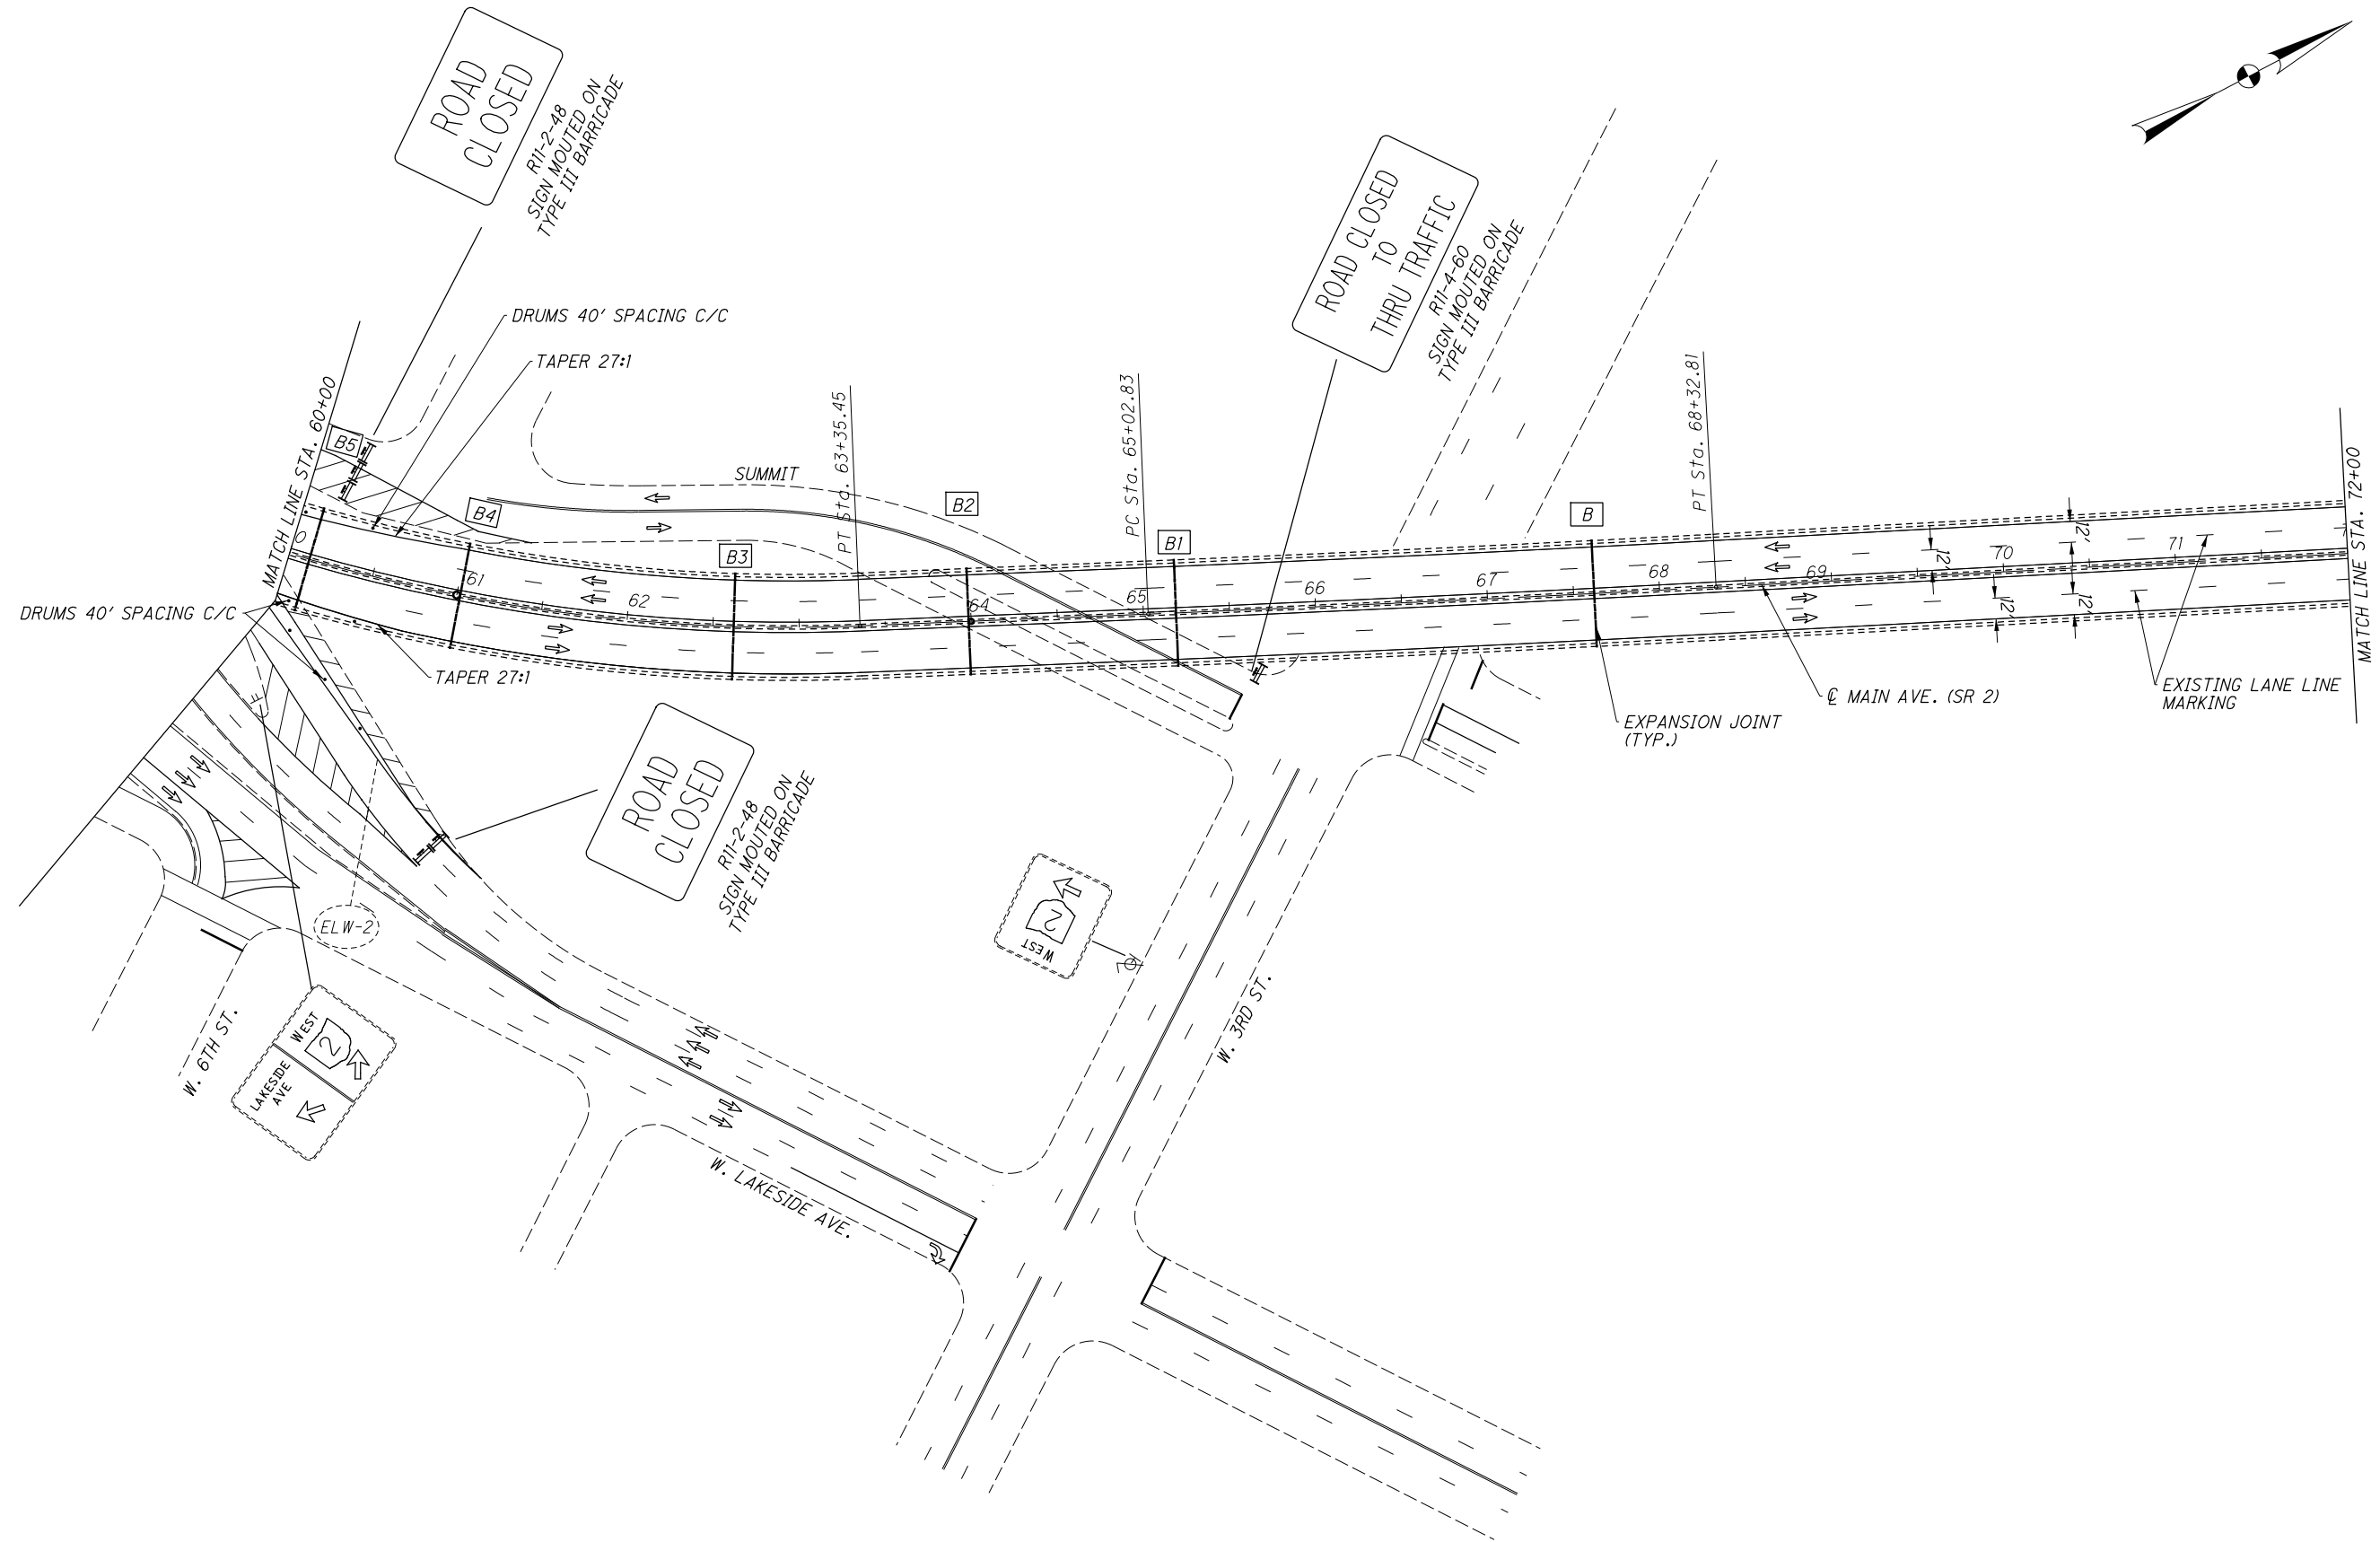 ROAD
CLOSED
R11-2-48
SIGN MOUTED ON
TYPE III BARRICADE
DRUMS 40' SPACING C/C
TAPER 27:1
MATCH LINE STA. 60+00
B5
B4
SUMMIT
PT Sta. 63+35.45
B3
B2
PC Sta. 65+02.83
B1
ROAD CLOSED
TO
THRU TRAFFIC
R11-4-60
SIGN MOUTED ON
TYPE III BARRICADE
B
PT Sta. 68+32.81
12'
12'
12'
12'
MATCH LINE STA. 72+00
0
61
62
64
65
66
67
68
69
70
71
DRUMS 40' SPACING C/C
TAPER 27:1
EXPANSION JOINT
(TYP.)
℄ MAIN AVE. (SR 2)
EXISTING LANE LINE
MARKING
ROAD
CLOSED
R11-2-48
SIGN MOUTED ON
TYPE III BARRICADE
ELW-2
WEST
2
LAKESIDE
AVE
2
WEST
W. 6TH ST.
W. 3RD ST.
W. LAKESIDE AVE.